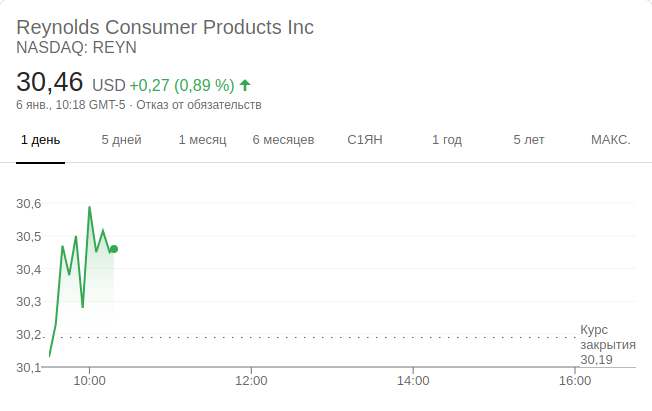 Reynolds Consumer Products Inc
NASDAQ: REYN
30,46 USD +0,27 (0,89 %)
6 янв., 10:18 GMT-5 · Отказ от обязательств
1 день 5 дней 1 месяц 6 месяцев С1ЯН 1 год 5 лет МАКС.
30,6
30,5
30,4
30,3
30,2
30,1
Курс
закрытия
30,19
10:00 12:00 14:00 16:00